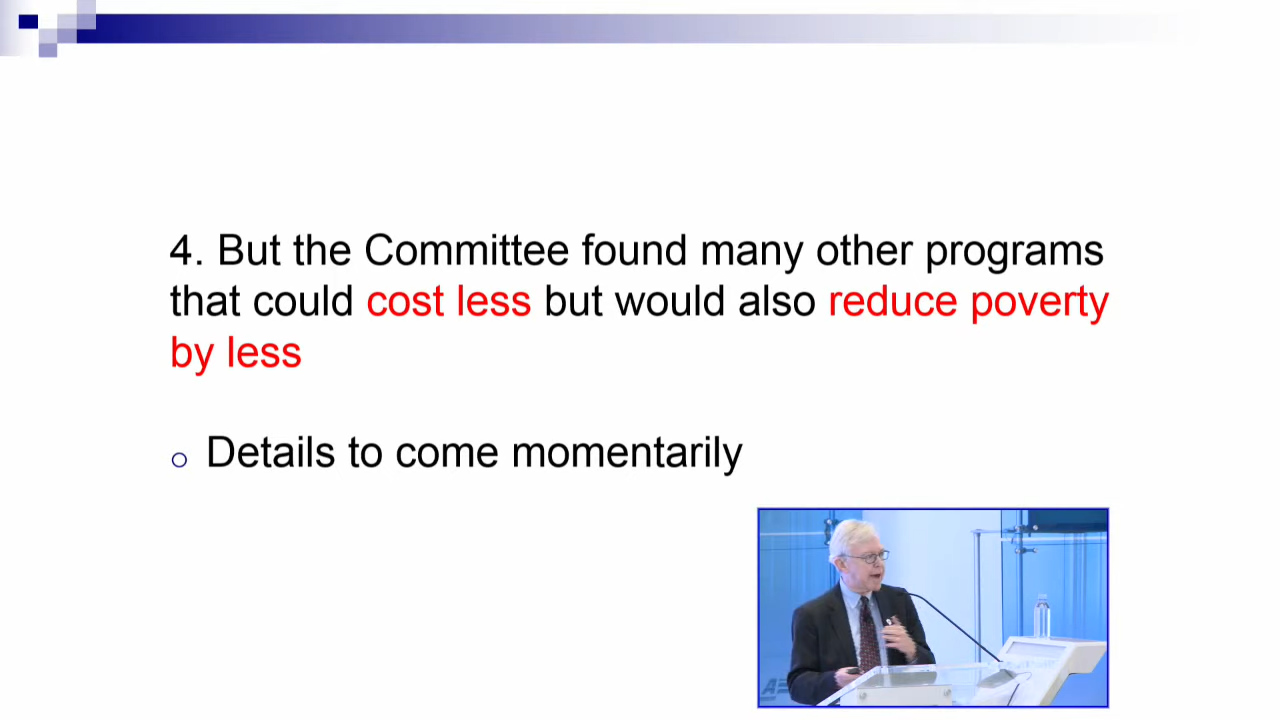 4. But the Committee found many other programs
that could cost less but would also reduce poverty
by less
o Details to come momentarily